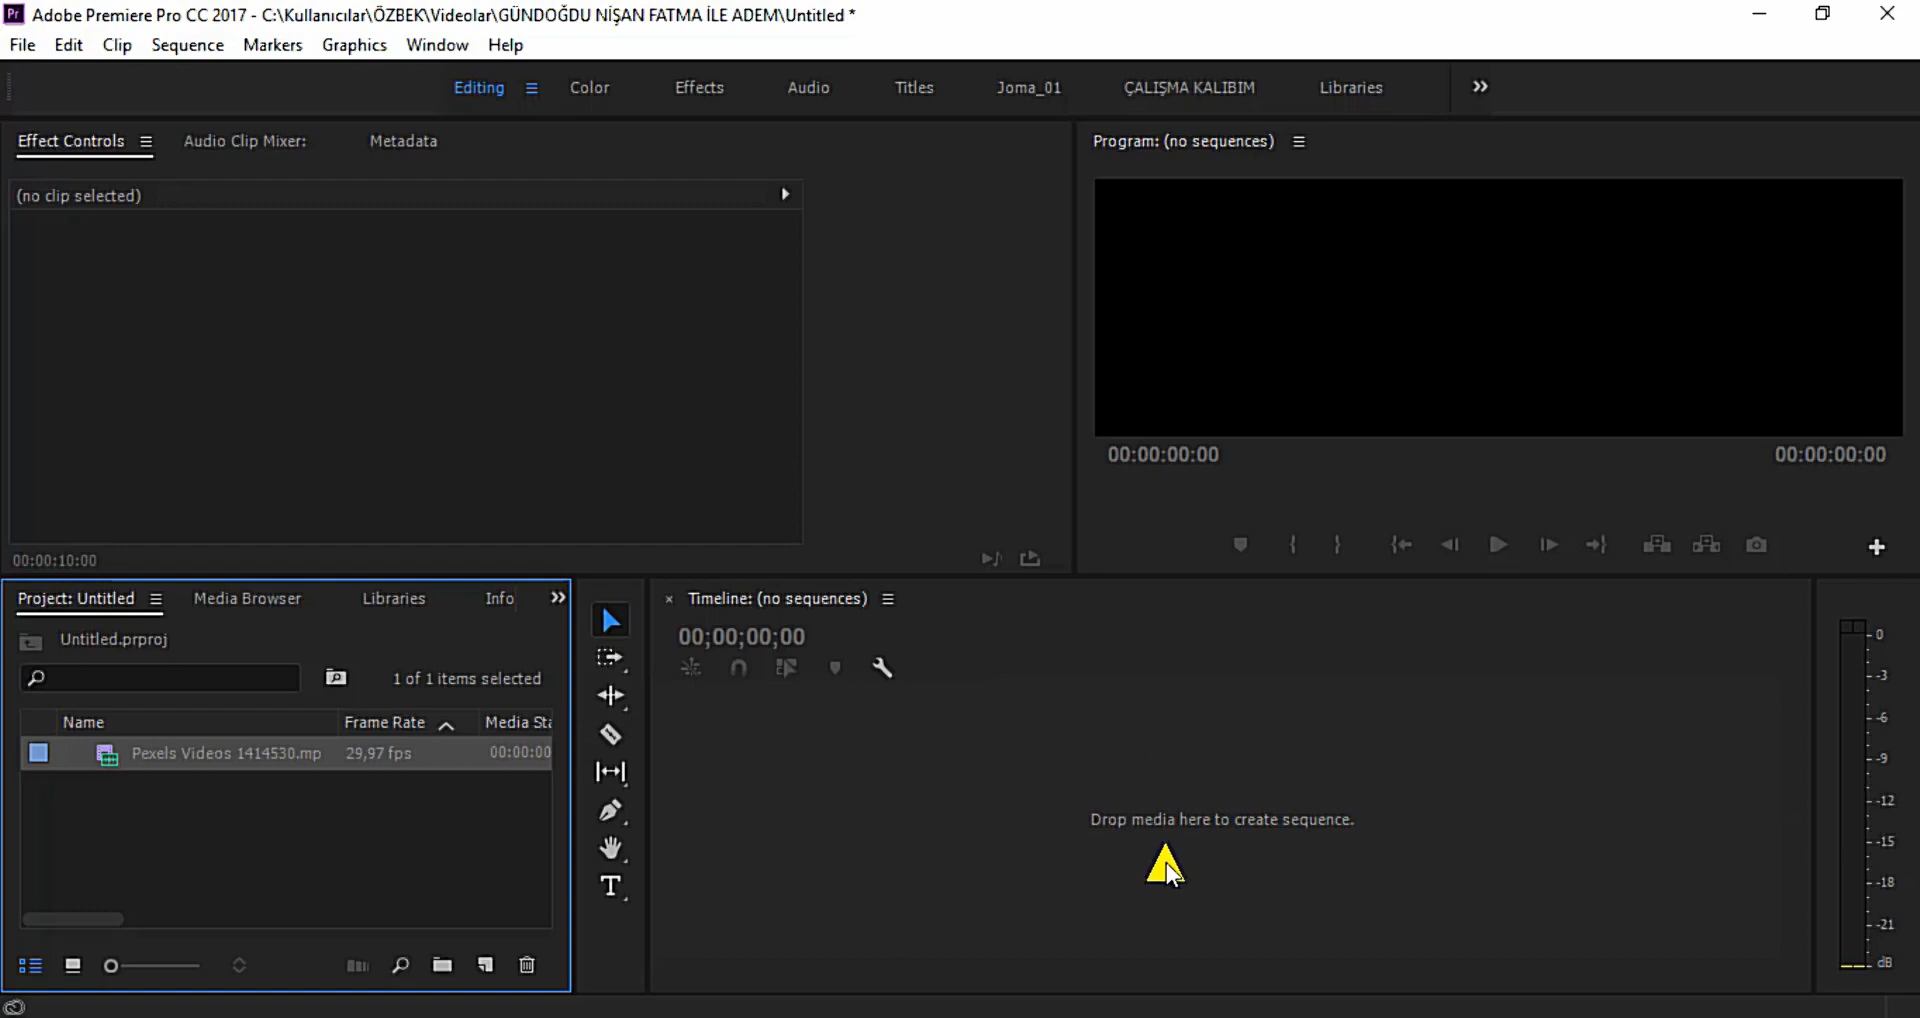 Pr Adobe Premiere Pro CC 2017 - C:\Kullanıcılar\ÖZBEK\Videolar\GÜNDOĞDU NİŞAN FATMA İLE ADEM\Untitled *
File Edit Clip Sequence Markers Graphics Window Help
Editing Color Effects Audio Titles Joma_01 ÇALIŞMA KALIBIM Libraries
Effect Controls Audio Clip Mixer: Metadata
Program: (no sequences)
(no clip selected)
00:00:00:00 00:00:00:00
00:00:10:00
Project: Untitled Media Browser Libraries Info
Timeline: (no sequences)
Untitled.prproj
00;00;00;00
1 of 1 items selected
Name Frame Rate Media Sta
Pexels Videos 1414530.mp 29,97 fps 00:00:00
Drop media here to create sequence.
T
0
-3
-6
-9
-12
-15
-18
-21
dB